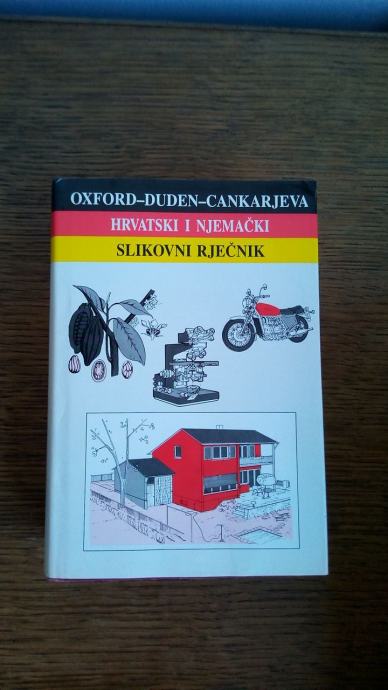 OXFORD–DUDEN–CANKARJEVA
HRVATSKI I NJEMAČKI
SLIKOVNI RJEČNIK